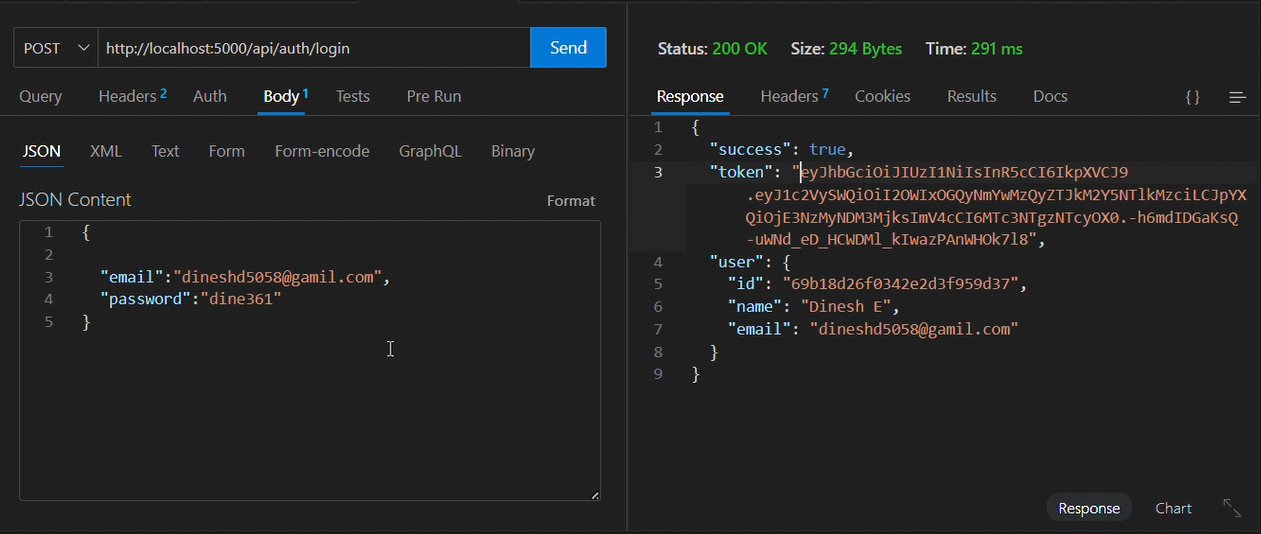 POST http://localhost:5000/api/auth/login Send
Query Headers 2 Auth Body 1 Tests Pre Run
JSON XML Text Form Form-encode GraphQL Binary
JSON Content Format
1 {
2
3 "email":"dineshd5058@gamil.com",
4 "password":"dine361"
5 }
Status: 200 OK Size: 294 Bytes Time: 291 ms
Response Headers 7 Cookies Results Docs { }
1 {
2 "success": true,
3 "token": "eyJhbGciOiJIUzI1NiIsInR5cCI6IkpXVCJ9
.eyJ1c2VySWQiOiI2OWIxOGQyNmYwMzQyZTJkM2Y5NTlkMzciLCJpYX
QiOjE3NzMyNDM3MjksImV4cCI6MTc3NTgzNTcyOX0.-h6mdIDGaKsQ
-uWNd_eD_HCWDMl_kIwazPAnWHOk7l8",
4 "user": {
5 "id": "69b18d26f0342e2d3f959d37",
6 "name": "Dinesh E",
7 "email": "dineshd5058@gamil.com"
8 }
9 }
Response Chart